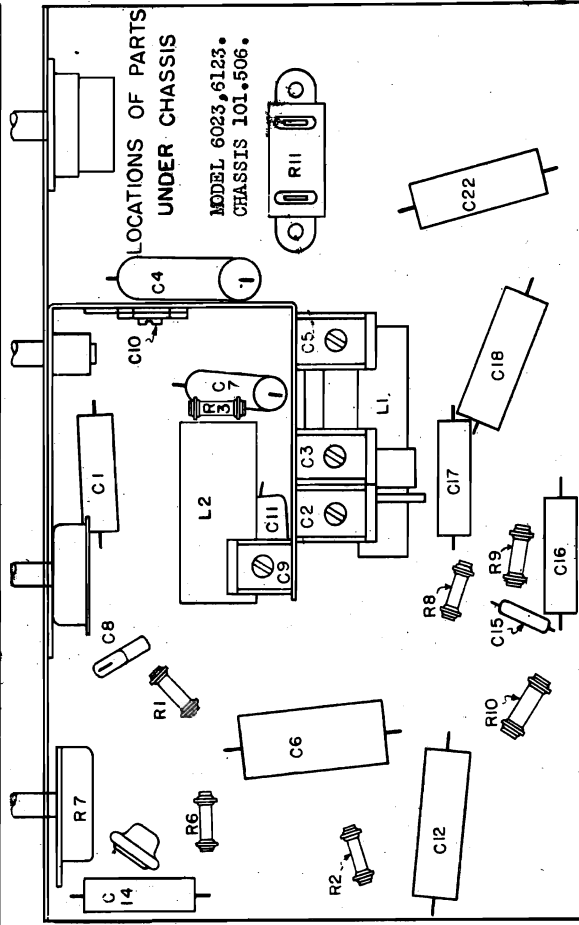 LOCATIONS OF PARTS
UNDER CHASSIS
MODEL 6023,6123.
CHASSIS 101.506.
R11
C22
C4
C10
C5
C18
C7
R3
L1
C1
L2
C3
C17
C11
C2
C9
R9
C16
R8
C15
C8
R1
R10
C6
R7
R6
C12
R2
C14